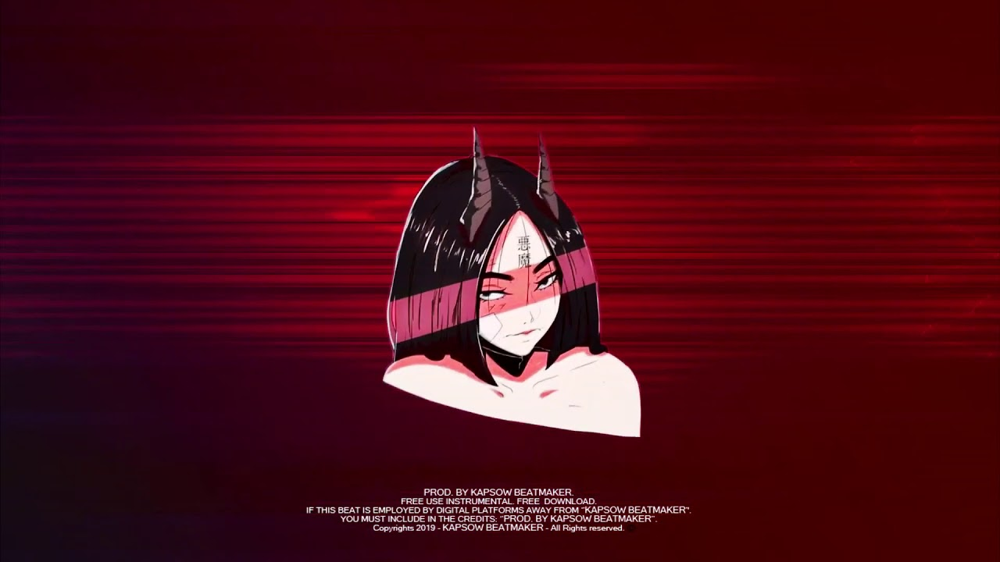 悪魔
PROD. BY KAPSOW BEATMAKER.
FREE USE INSTRUMENTAL. FREE DOWNLOAD.
IF THIS BEAT IS EMPLOYED BY DIGITAL PLATFORMS AWAY FROM "KAPSOW BEATMAKER".
YOU MUST INCLUDE IN THE CREDITS: "PROD. BY KAPSOW BEATMAKER".
Copyrights 2019 - KAPSOW BEATMAKER - All Rights reserved.